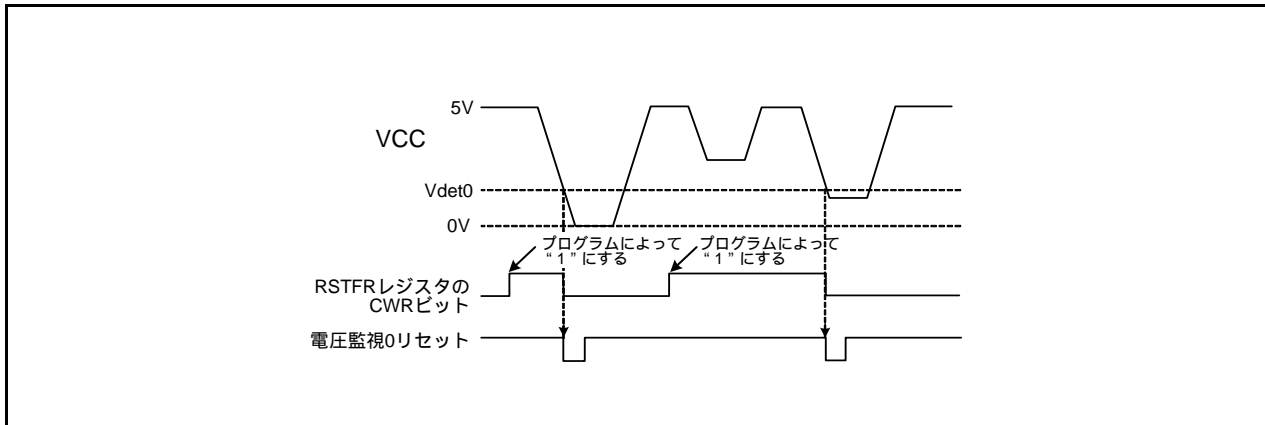 5V
VCC
Vdet0
0V
プログラムによって
“1”にする
プログラムによって
“1”にする
RSTFRレジスタの
CWRビット
電圧監視0リセット